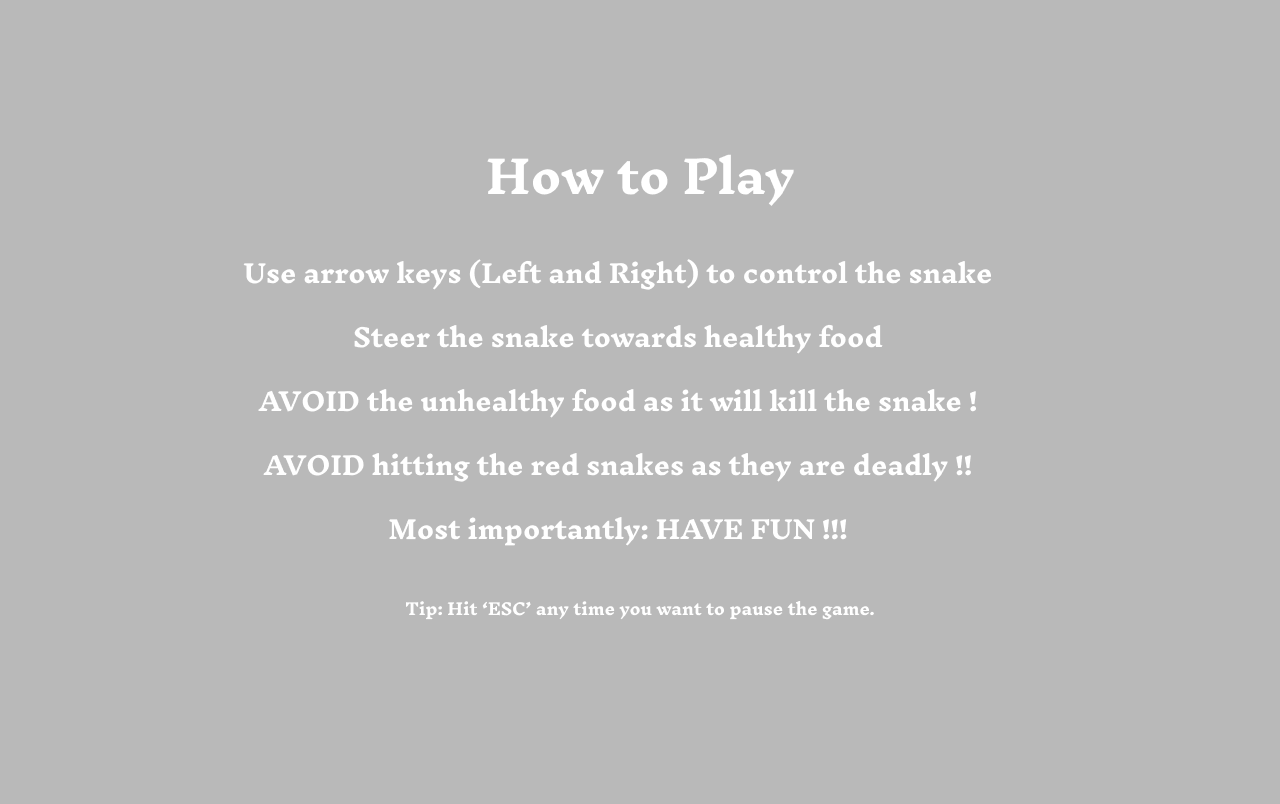 How to Play
Use arrow keys (Left and Right) to control the snake
Steer the snake towards healthy food
AVOID the unhealthy food as it will kill the snake !
AVOID hitting the red snakes as they are deadly !!
Most importantly: HAVE FUN !!!
Tip: Hit ‘ESC’ any time you want to pause the game.